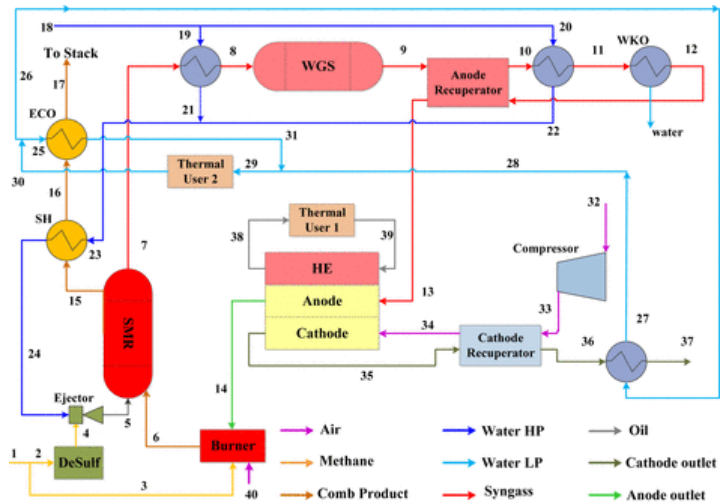 18
19
20
26
To Stack
8
9
10
11
WKO
12
WGS
17
Anode
Recuperator
ECO
21
22
water
25
31
30
Thermal
User 2
29
28
16
32
SH
Thermal
User 1
38
39
23
7
Compressor
HE
15
13
33
Anode
SMR
27
34
Cathode
Cathode
Recuperator
36
37
24
35
14
Ejector
5
4
6
Air
Water HP
Oil
1
2
DeSulf
Burner
Methane
Water LP
Cathode outlet
3
40
Comb Product
Syngass
Anode outlet